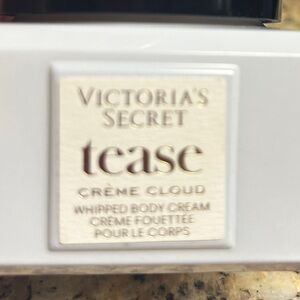 VICTORIA'S
SECRET
tease
CRÈME CLOUD
WHIPPED BODY CREAM
CRÈME FOUETTÉE
POUR LE CORPS